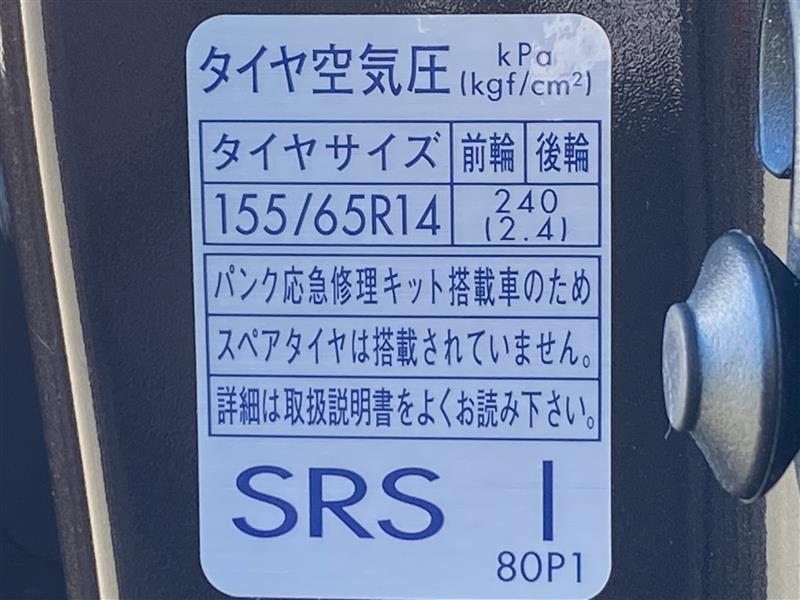 タイヤ空気圧 kPa
(kgf/cm²)
タイヤサイズ 前輪 後輪
155/65R14 240
(2.4)
パンク応急修理キット搭載車のため
スペアタイヤは搭載されていません。
詳細は取扱説明書をよくお読み下さい。
SRS I
80P1